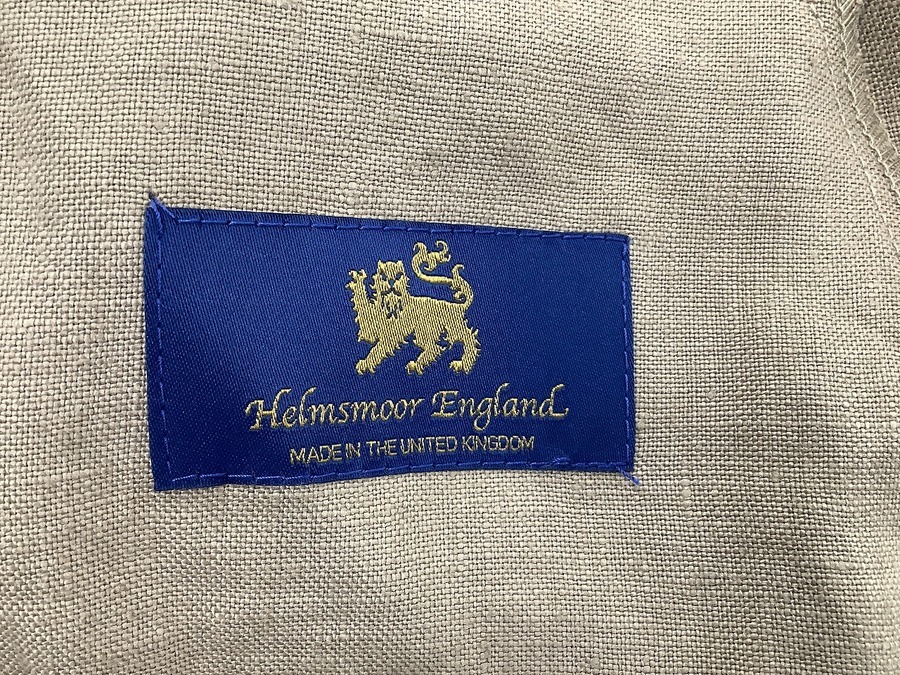 Helmsmoor England
MADE IN THE UNITED KINGDOM